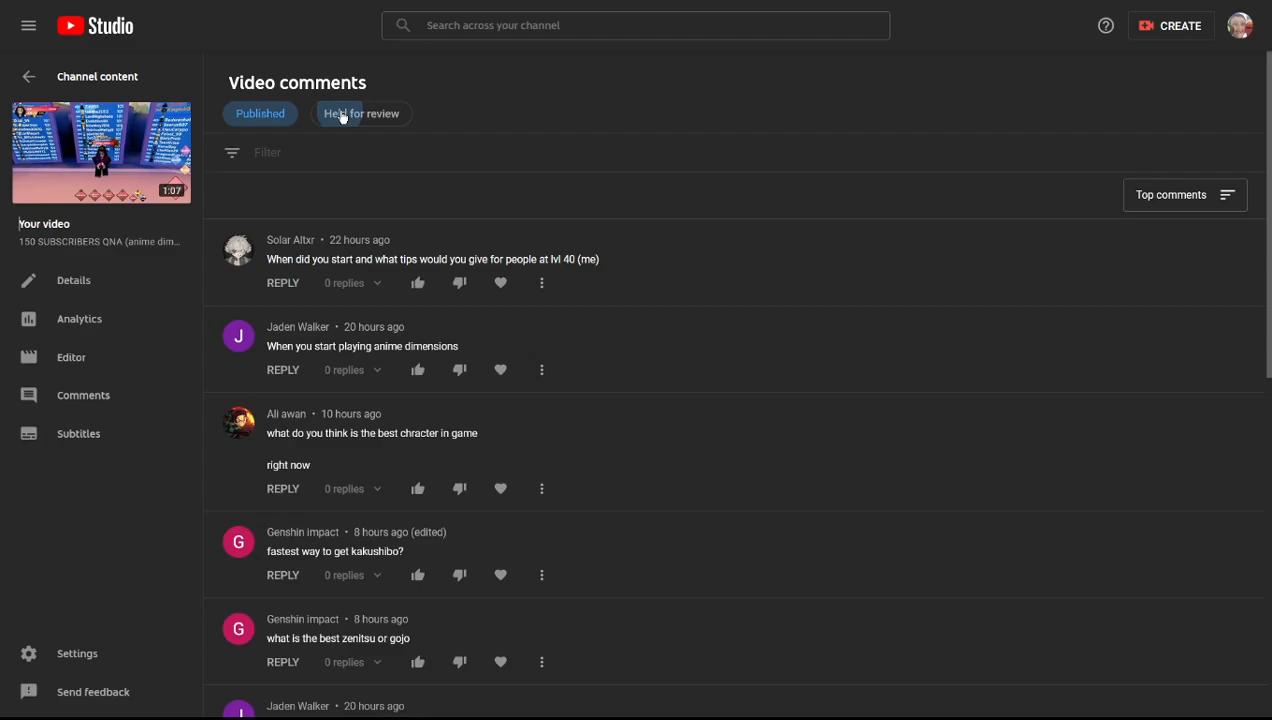 Studio
Search across your channel
CREATE
Channel content
1:07
Your video
150 SUBSCRIBERS QNA (anime dim...
Details
Analytics
Editor
Comments
Subtitles
Settings
Send feedback
Video comments
Published
Held for review
Filter
Top comments
Solar Altxr • 22 hours ago
When did you start and what tips would you give for people at lvl 40 (me)
REPLY 0 replies
J
Jaden Walker • 20 hours ago
When you start playing anime dimensions
REPLY 0 replies
Ali awan • 10 hours ago
what do you think is the best chracter in game
right now
REPLY 0 replies
G
Genshin impact • 8 hours ago (edited)
fastest way to get kakushibo?
REPLY 0 replies
G
Genshin impact • 8 hours ago
what is the best zenitsu or gojo
REPLY 0 replies
J
Jaden Walker • 20 hours ago